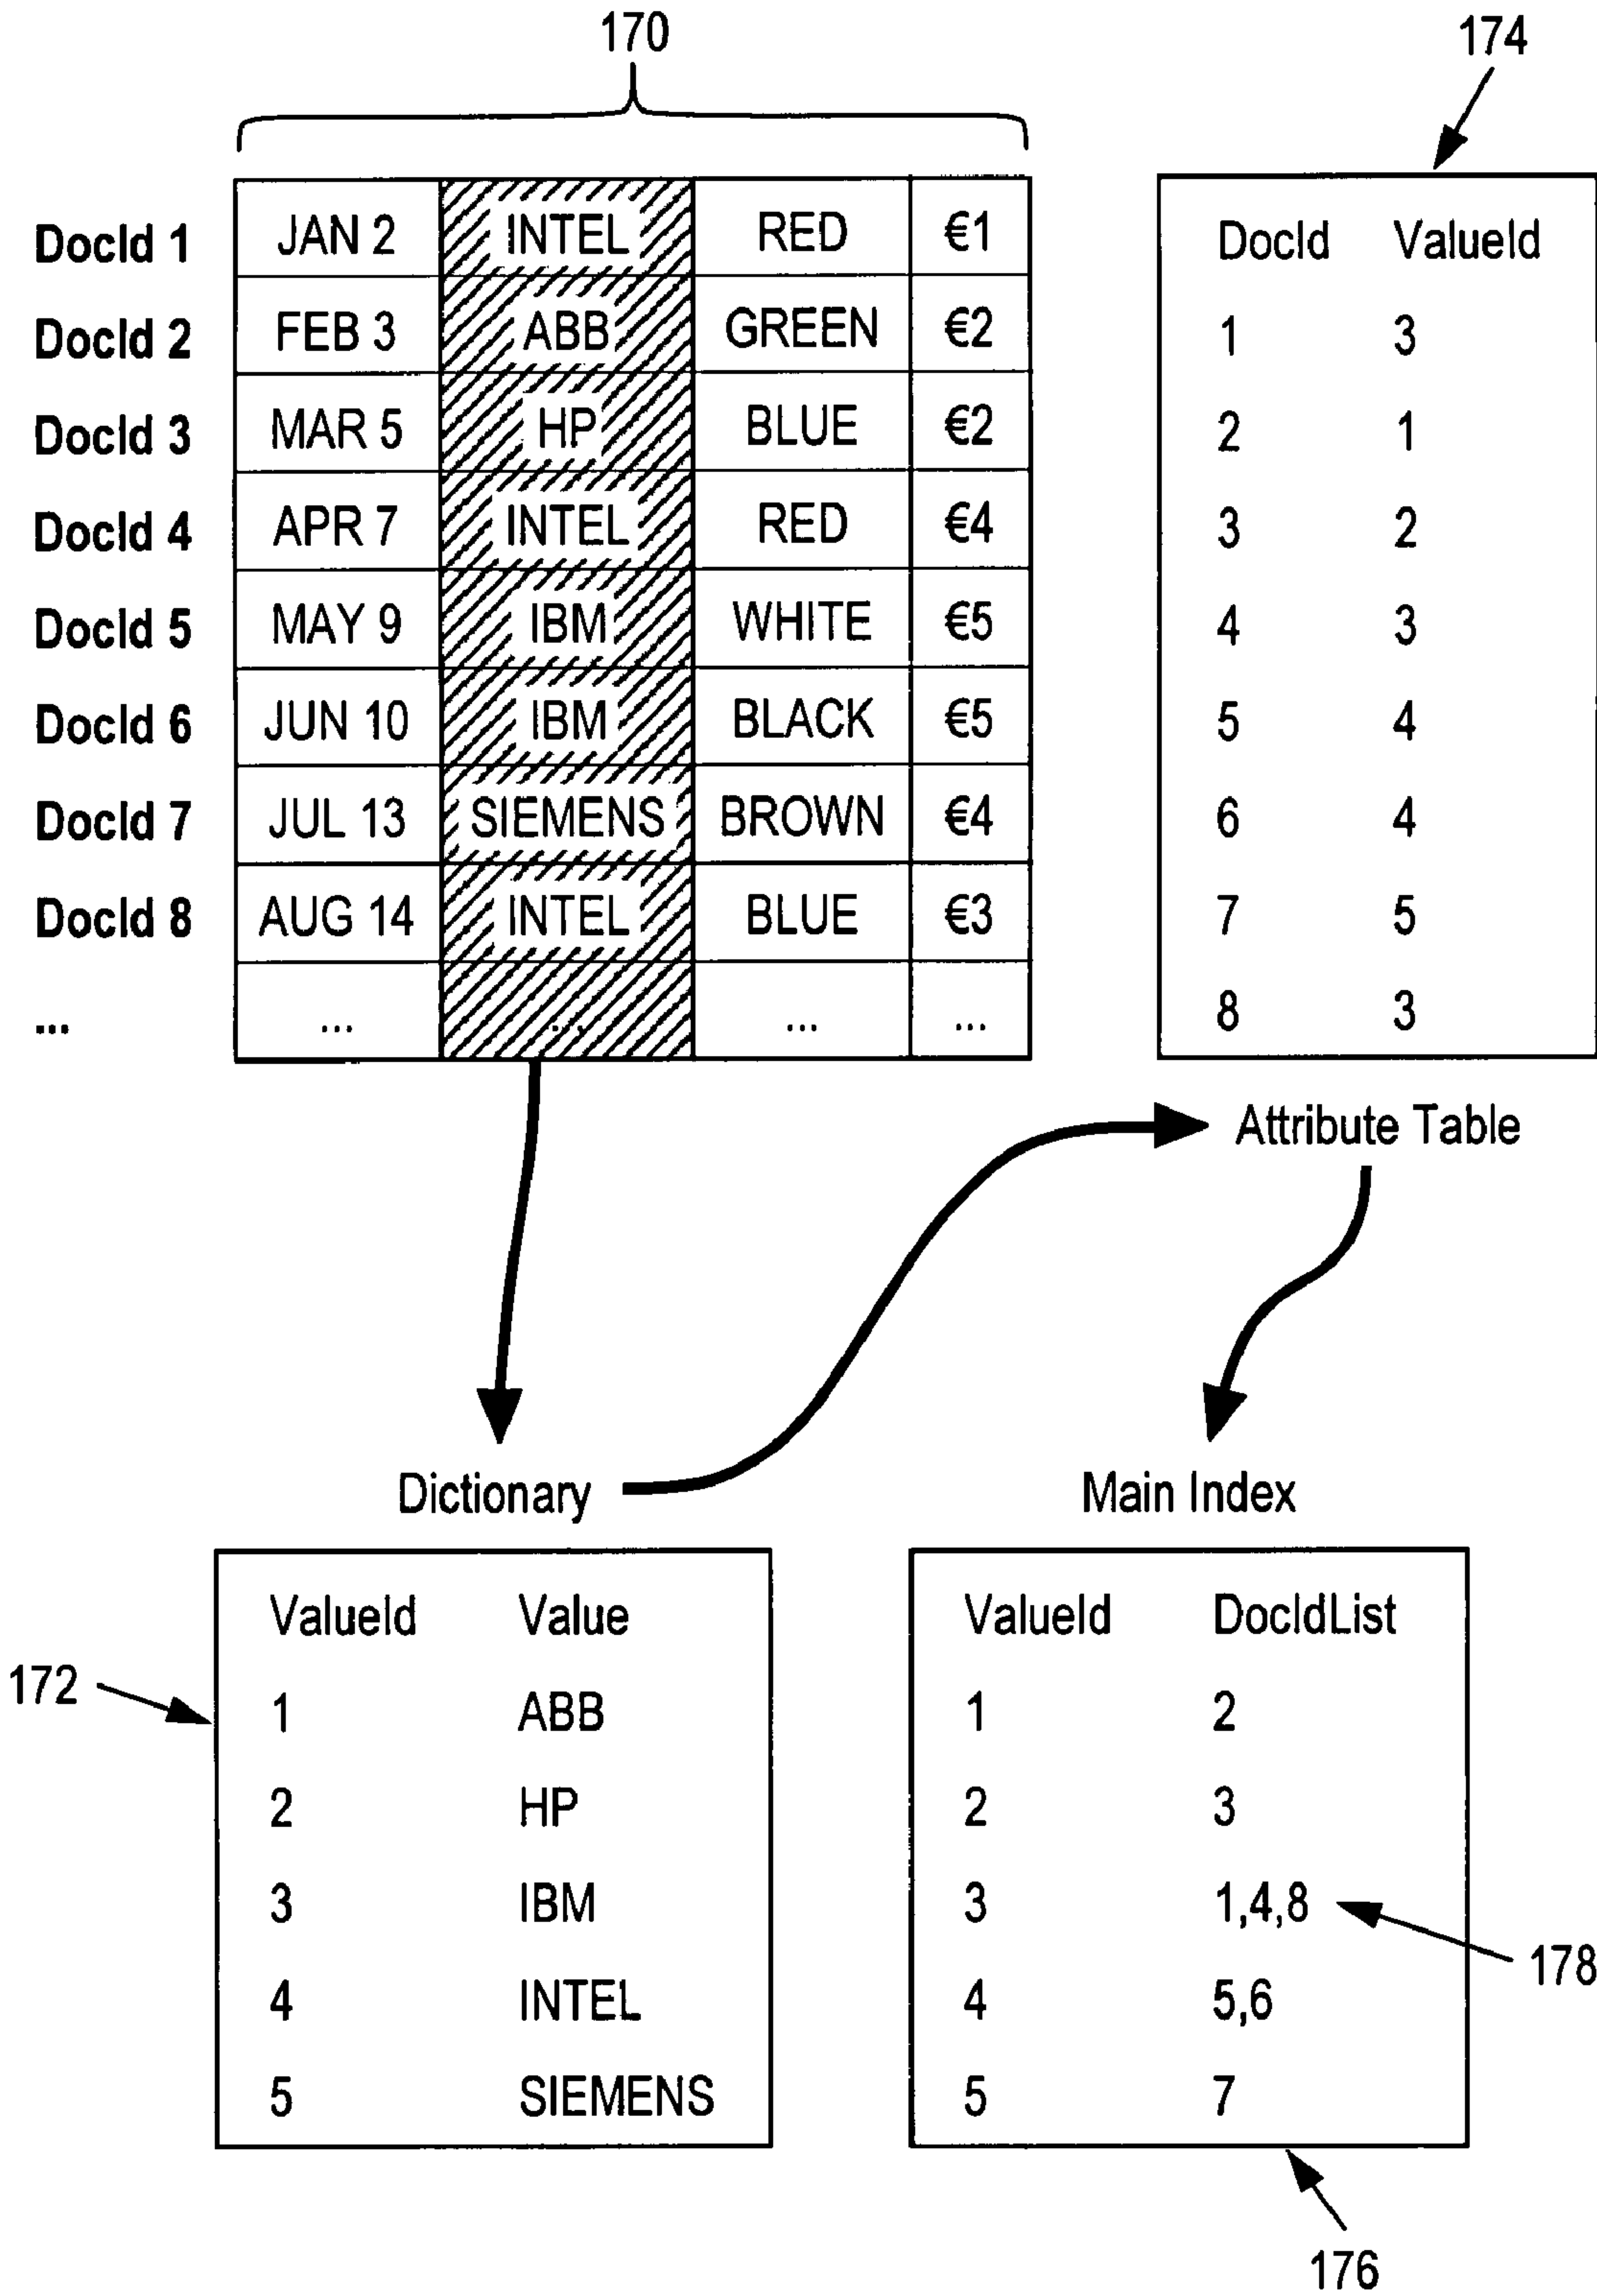 170
174
DocId 1 JAN 2 INTEL RED €1
DocId 2 FEB 3 ABB GREEN €2
DocId 3 MAR 5 HP BLUE €2
DocId 4 APR 7 INTEL RED €4
DocId 5 MAY 9 IBM WHITE €5
DocId 6 JUN 10 IBM BLACK €5
DocId 7 JUL 13 SIEMENS BROWN €4
DocId 8 AUG 14 INTEL BLUE €3
... ... ... ... ...
DocId ValueId
1 3
2 1
3 2
4 3
5 4
6 4
7 5
8 3
Attribute Table
Dictionary
ValueId Value
1 ABB
2 HP
3 IBM
4 INTEL
5 SIEMENS
172
Main Index
ValueId DocIdList
1 2
2 3
3 1,4,8
4 5,6
5 7
178
176